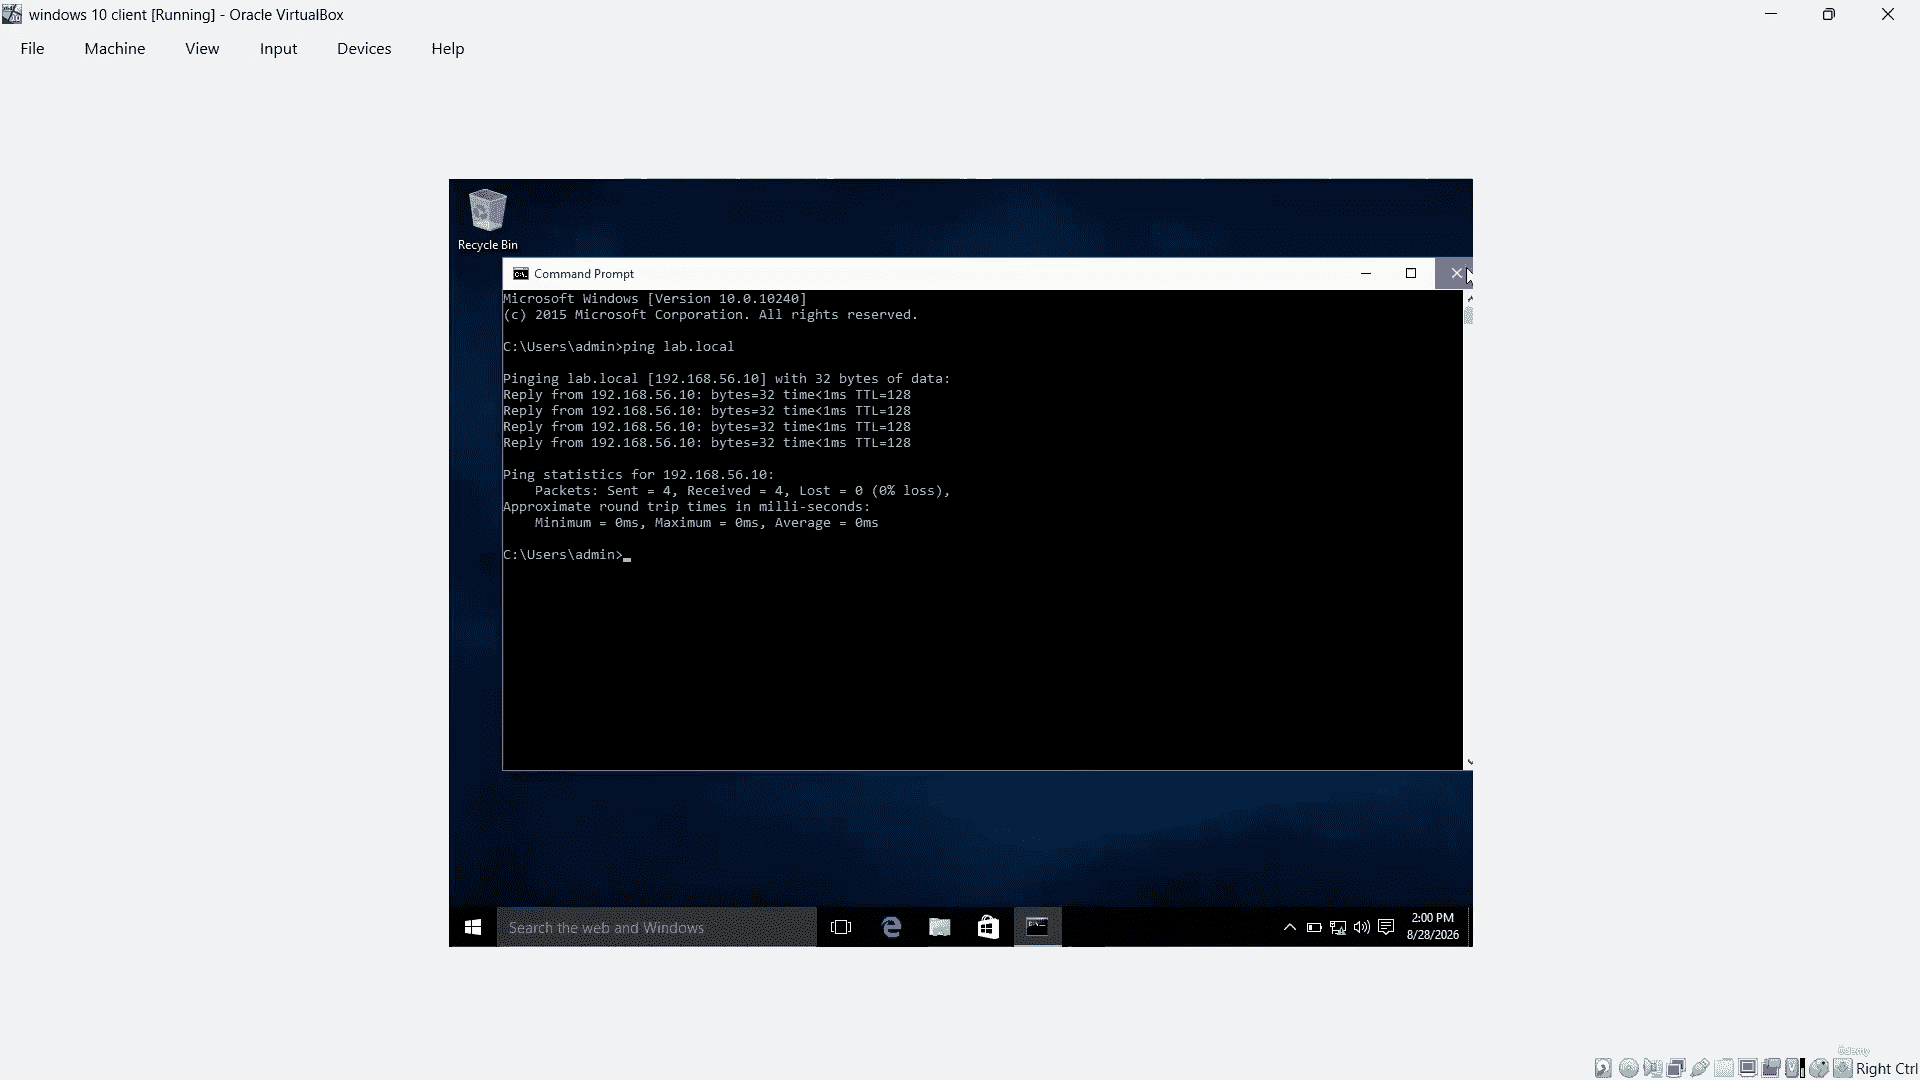 windows 10 client [Running] - Oracle VirtualBox
File Machine View Input Devices Help
Recycle Bin
Command Prompt
Microsoft Windows [Version 10.0.10240]
(c) 2015 Microsoft Corporation. All rights reserved.
C:\Users\admin>ping lab.local
Pinging lab.local [192.168.56.10] with 32 bytes of data:
Reply from 192.168.56.10: bytes=32 time<1ms TTL=128
Reply from 192.168.56.10: bytes=32 time<1ms TTL=128
Reply from 192.168.56.10: bytes=32 time<1ms TTL=128
Reply from 192.168.56.10: bytes=32 time<1ms TTL=128
Ping statistics for 192.168.56.10:
Packets: Sent = 4, Received = 4, Lost = 0 (0% loss),
Approximate round trip times in milli-seconds:
Minimum = 0ms, Maximum = 0ms, Average = 0ms
C:\Users\admin>_
Search the web and Windows
2:00 PM
8/28/2026
Udemy
Right Ctrl